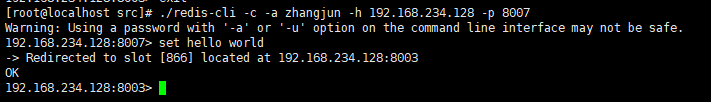 [root@localhost src]# ./redis-cli -c -a zhangjun -h 192.168.234.128 -p 8007
Warning: Using a password with '-a' or '-u' option on the command line interface may not be safe.
192.168.234.128:8007> set hello world
-> Redirected to slot [866] located at 192.168.234.128:8003
OK
192.168.234.128:8003>